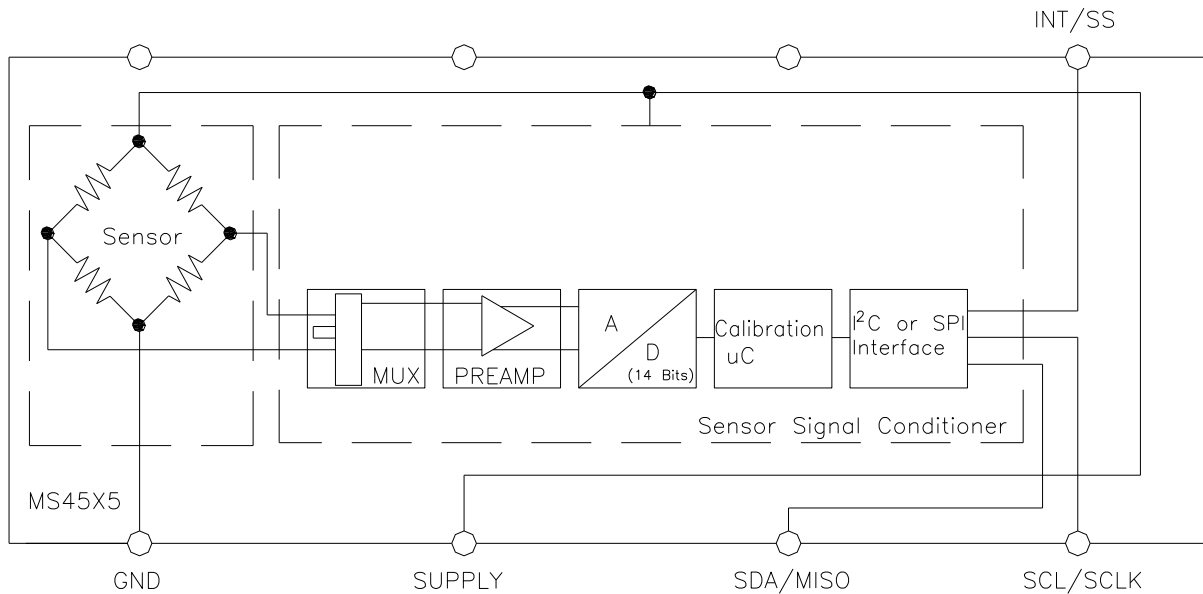 INT/SS
Sensor
MUX
PREAMP
A
D
(14 Bits)
Calibration
uC
I²C or SPI
Interface
Sensor Signal Conditioner
MS45X5
GND
SUPPLY
SDA/MISO
SCL/SCLK